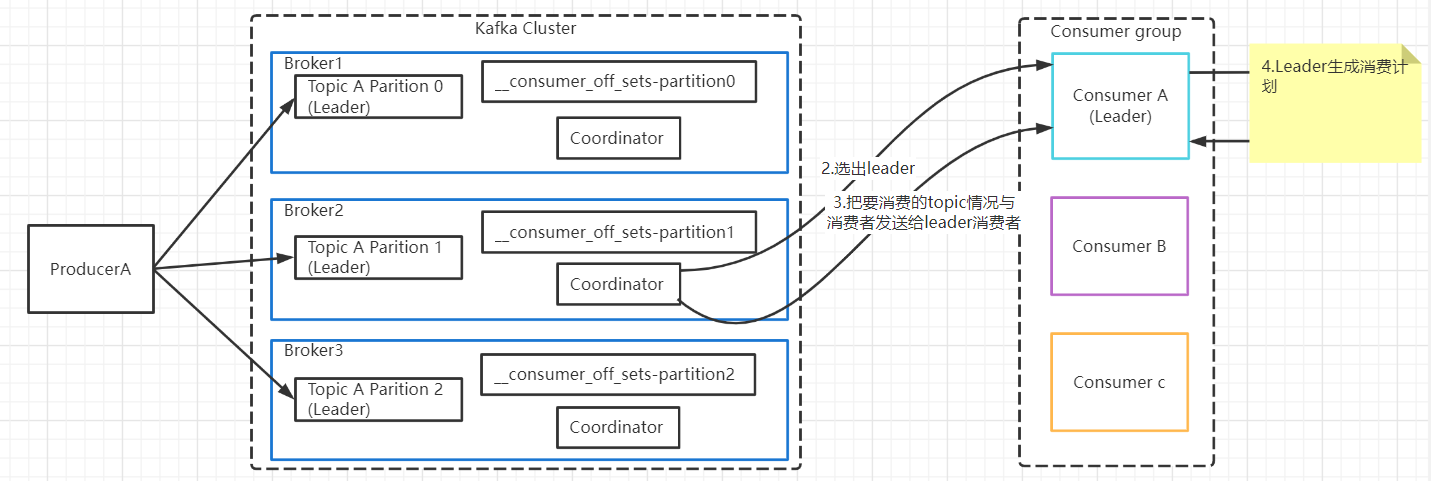 Kafka Cluster
Broker1
Topic A Parition 0
(Leader)
__consumer_off_sets-partition0
Coordinator
Broker2
Topic A Parition 1
(Leader)
__consumer_off_sets-partition1
Coordinator
Broker3
Topic A Parition 2
(Leader)
__consumer_off_sets-partition2
Coordinator
ProducerA
2.选出leader
3.把要消费的topic情况与
消费者发送给leader消费者
Consumer group
Consumer A
(Leader)
Consumer B
Consumer c
4.Leader生成消费计
划